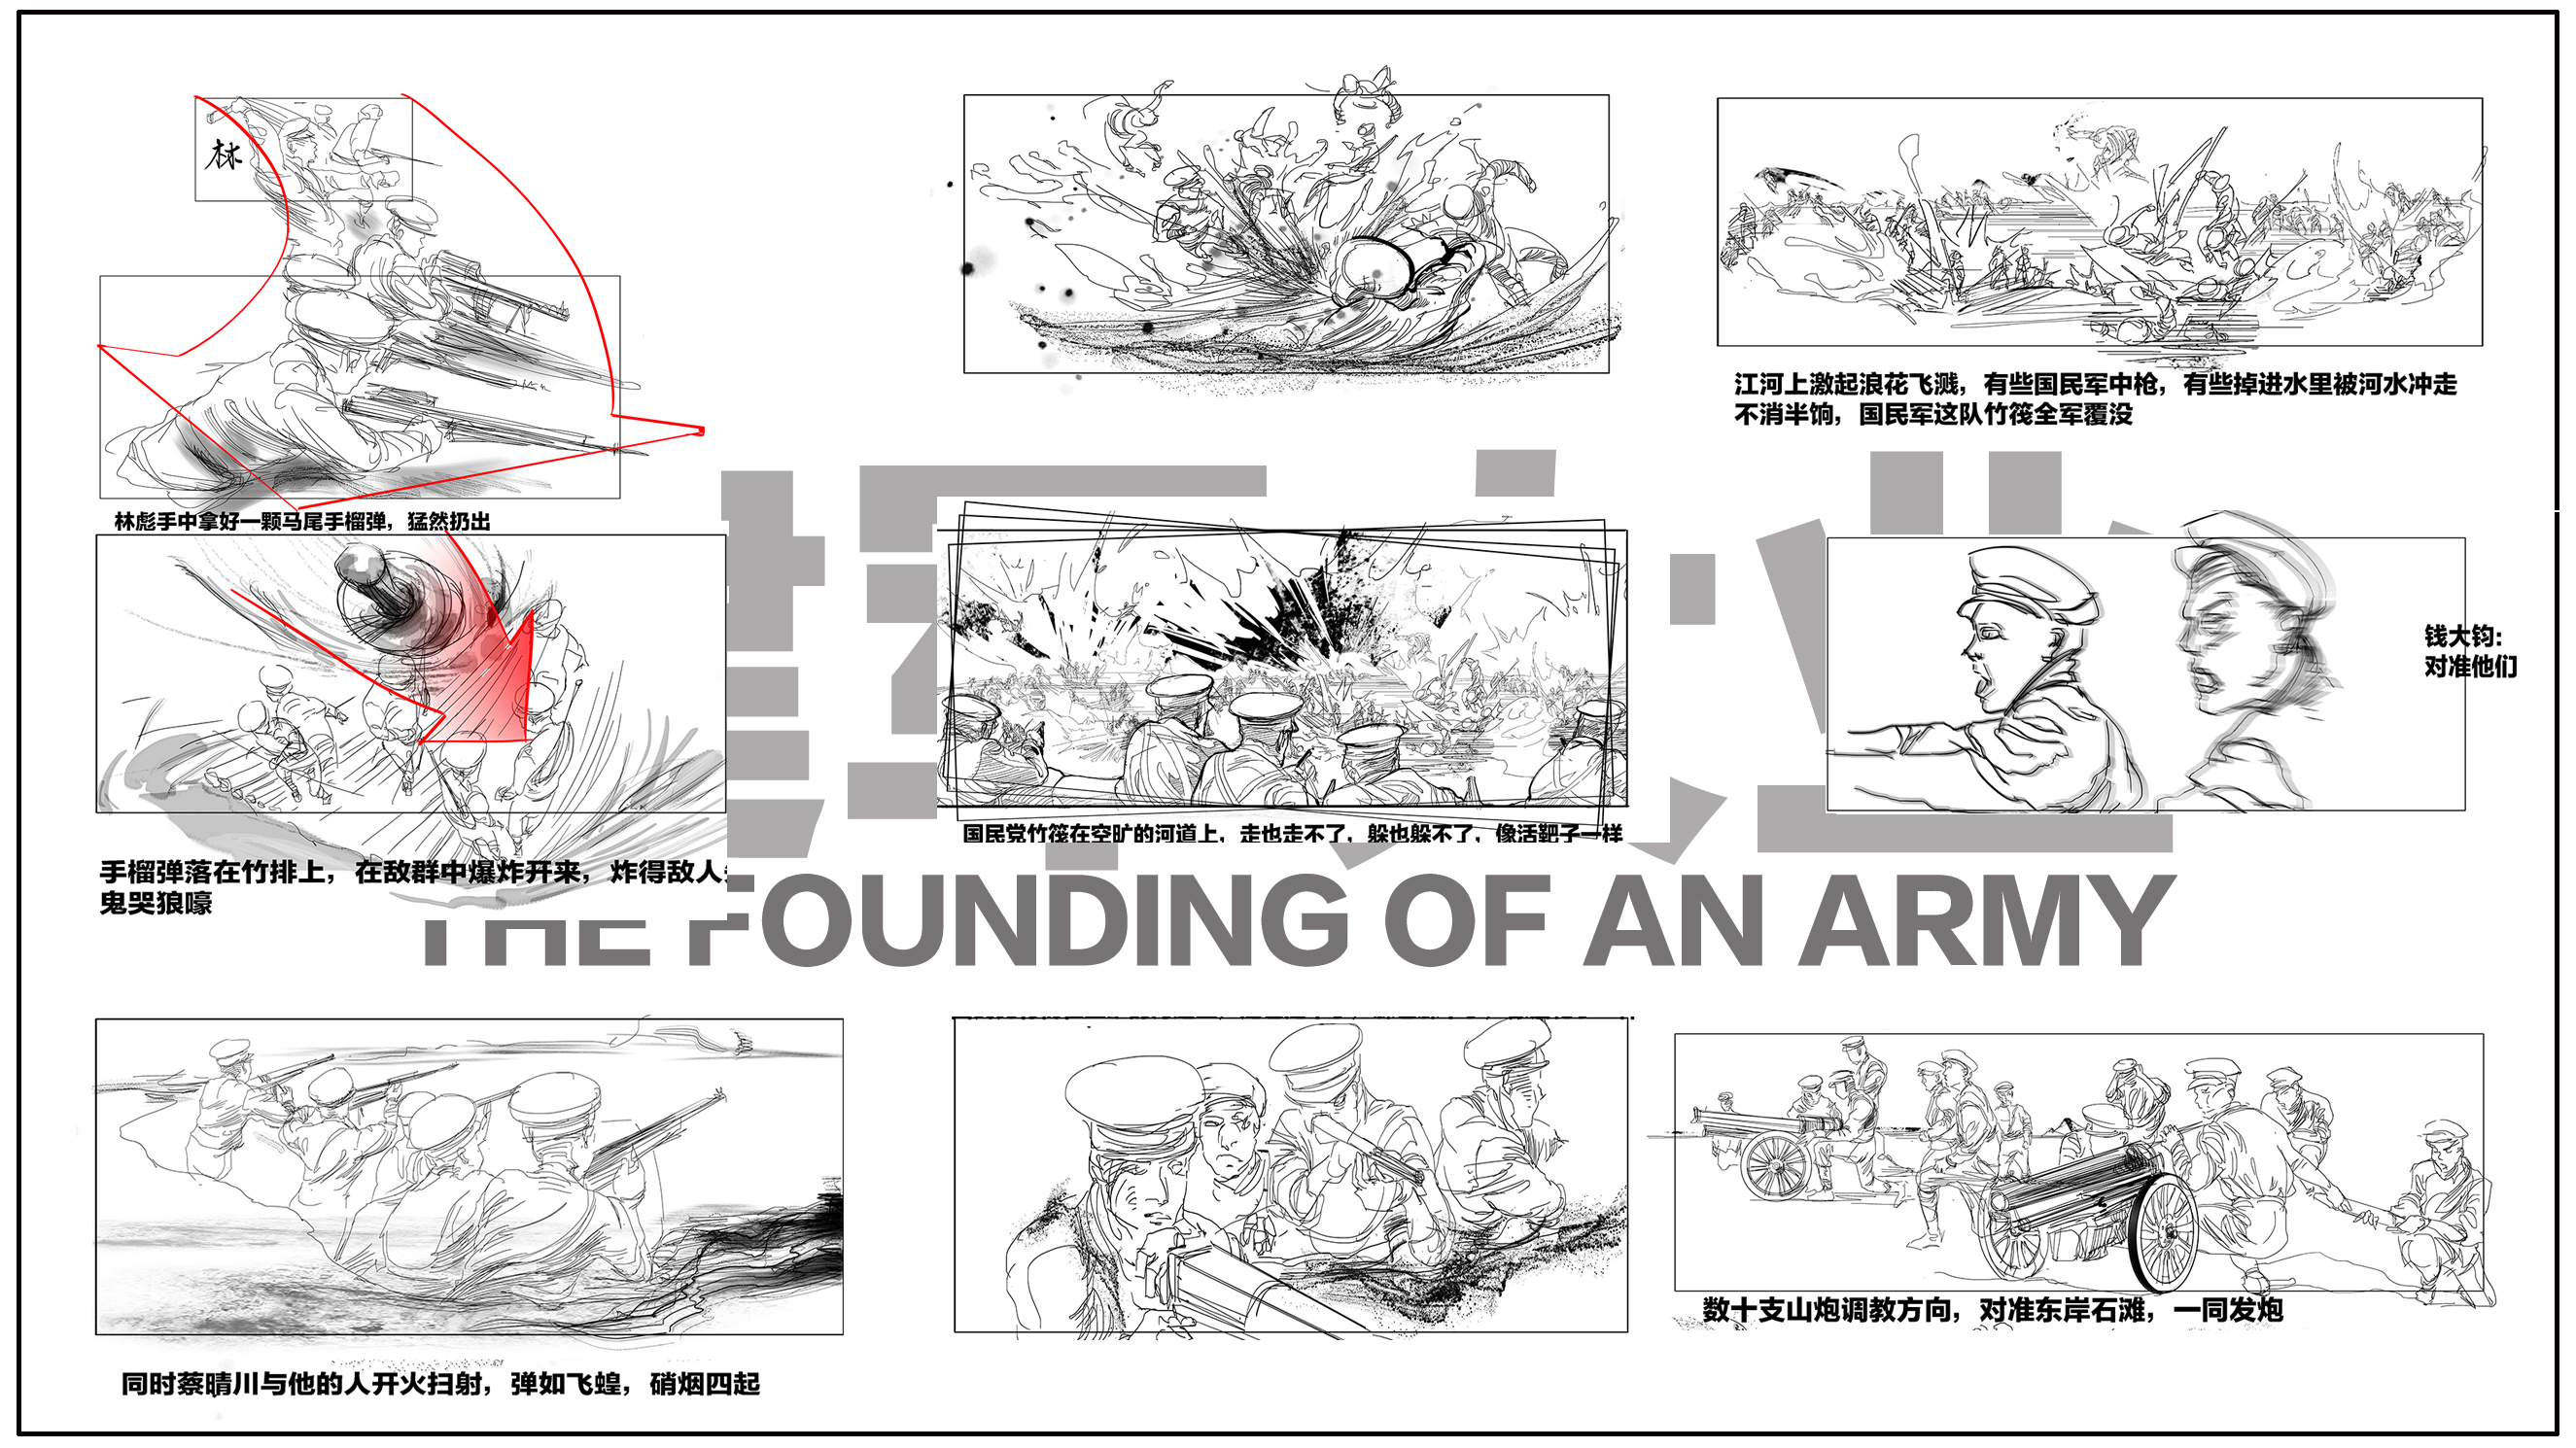 林
林彪手中拿好一颗马尾手榴弹，猛然扔出
江河上激起浪花飞溅，有些国民军中枪，有些掉进水里被河水冲走
不消半饷，国民军这队竹筏全军覆没
手榴弹落在竹排上，在敌群中爆炸开来，炸得敌人
鬼哭狼嚎
国民党竹筏在空旷的河道上，走也走不了，躲也躲不了，像活靶子一样
钱大钧:
对准他们
THE FOUNDING OF AN ARMY
同时蔡晴川与他的人开火扫射，弹如飞蝗，硝烟四起
数十支山炮调教方向，对准东岸石滩，一同发炮